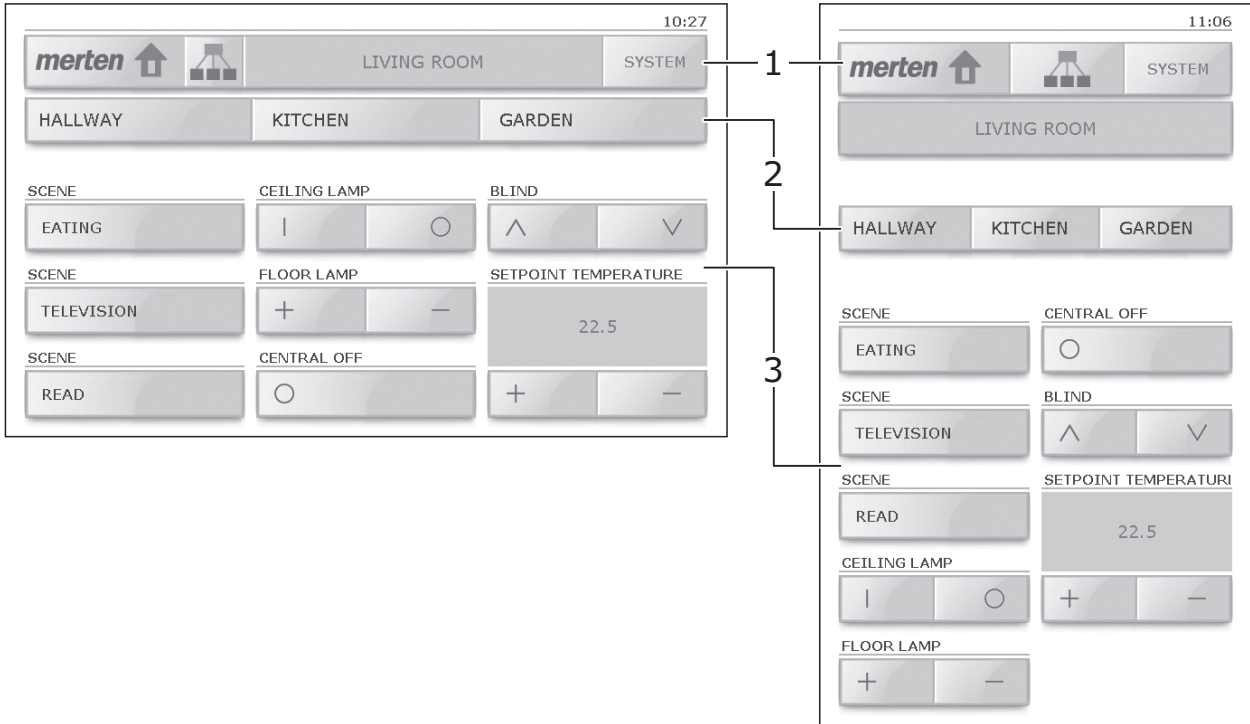 10:27
merten LIVING ROOM SYSTEM
HALLWAY KITCHEN GARDEN
SCENE CEILING LAMP BLIND
EATING | ○ ∧ ∨
SCENE FLOOR LAMP SETPOINT TEMPERATURE
TELEVISION + − 22.5
SCENE CENTRAL OFF
READ ○ + −
1
2
3
11:06
merten SYSTEM
LIVING ROOM
HALLWAY KITCHEN GARDEN
SCENE CENTRAL OFF
EATING ○
SCENE BLIND
TELEVISION ∧ ∨
SCENE SETPOINT TEMPERATURI
READ 22.5
CEILING LAMP
| ○ + −
FLOOR LAMP
+ −